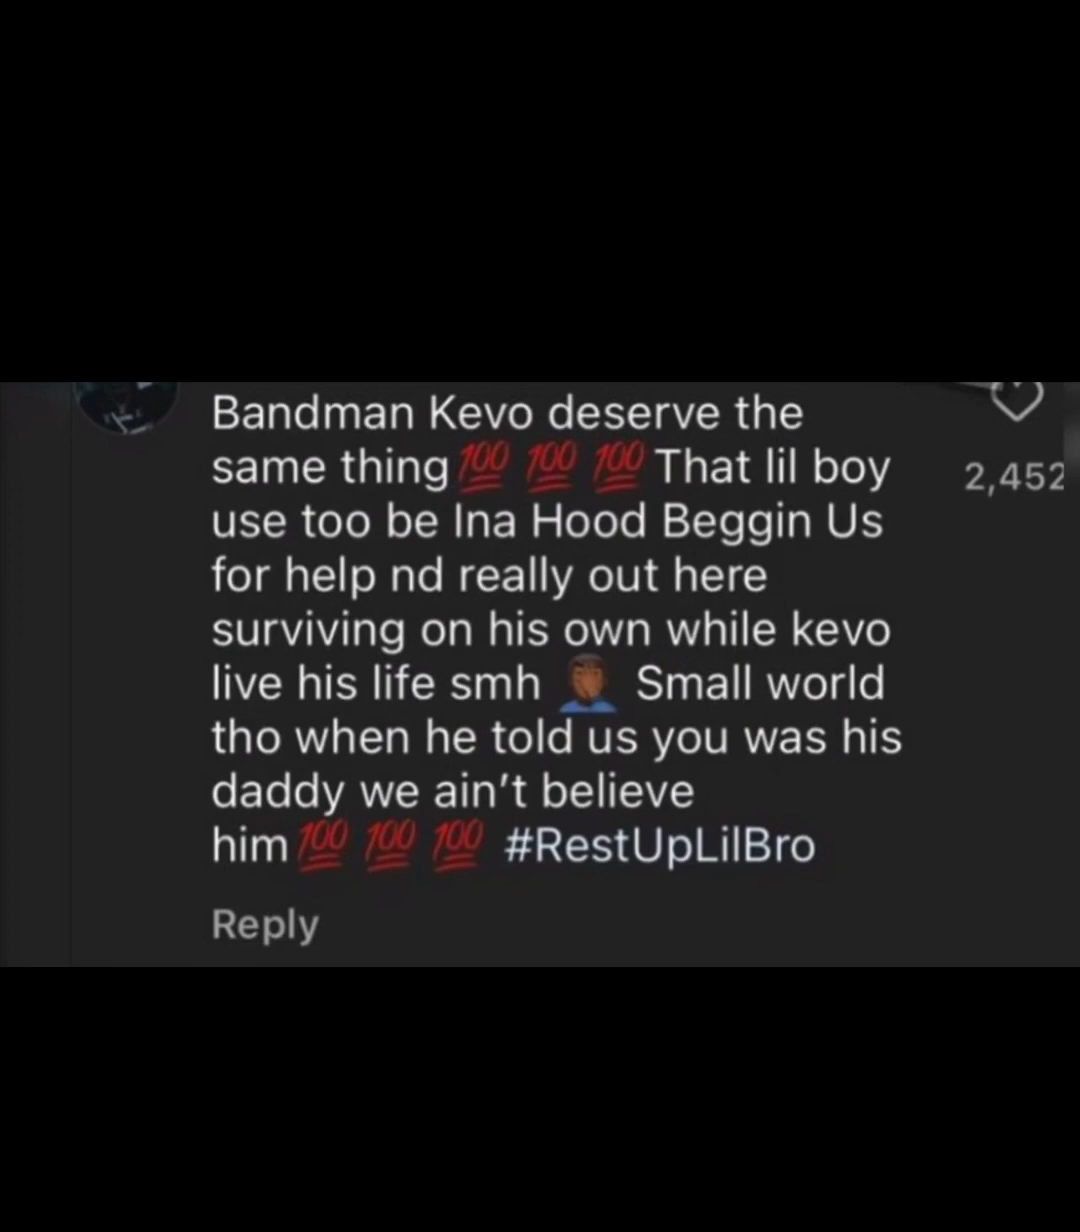 Bandman Kevo deserve the
same thing 💯 💯 💯 That lil boy
2,452
use too be Ina Hood Beggin Us
for help nd really out here
surviving on his own while kevo
live his life smh 🤦🏾‍♂️ Small world
tho when he told us you was his
daddy we ain't believe
him 💯 💯 💯 #RestUpLilBro
Reply